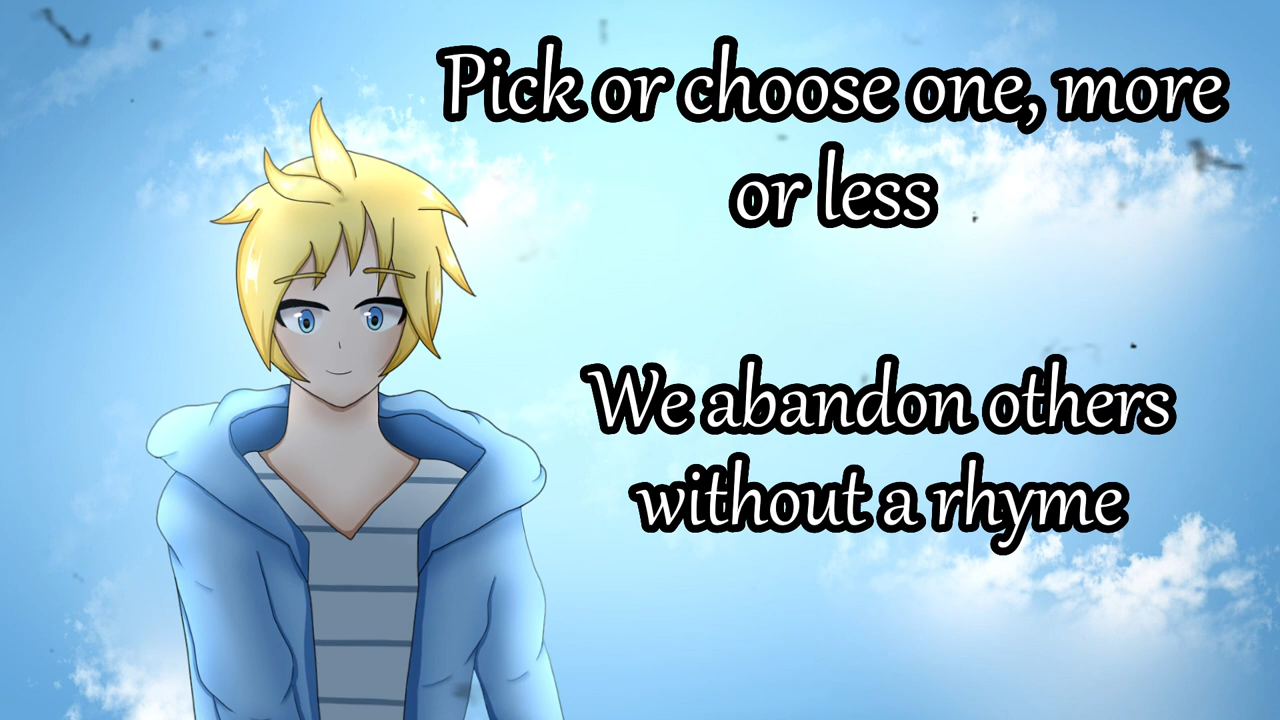 Pick or choose one, more
or less
We abandon others
without a rhyme